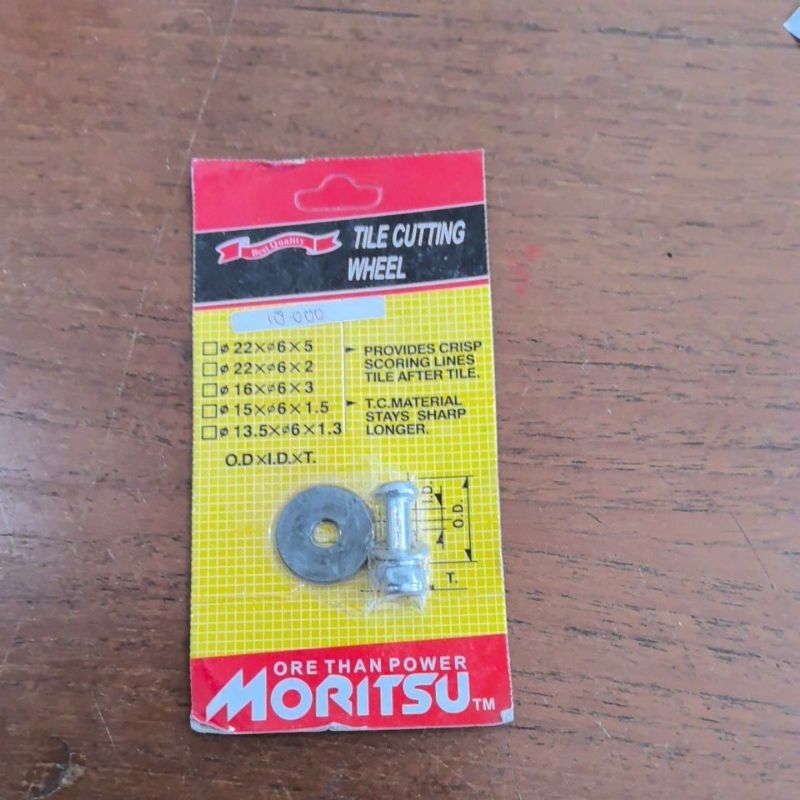 Best Quality
TILE CUTTING
WHEEL
ø 22×ø6×5
ø 22×ø6×2
ø 16×ø6×3
ø 15×ø6×1.5
ø 13.5×ø6×1.3
O.D×I.D.×T.
PROVIDES CRISP
SCORING LINES
TILE AFTER TILE.
T.C.MATERIAL
STAYS SHARP
LONGER.
I.D.
O.D.
T.
ORE THAN POWER
MORITSU TM